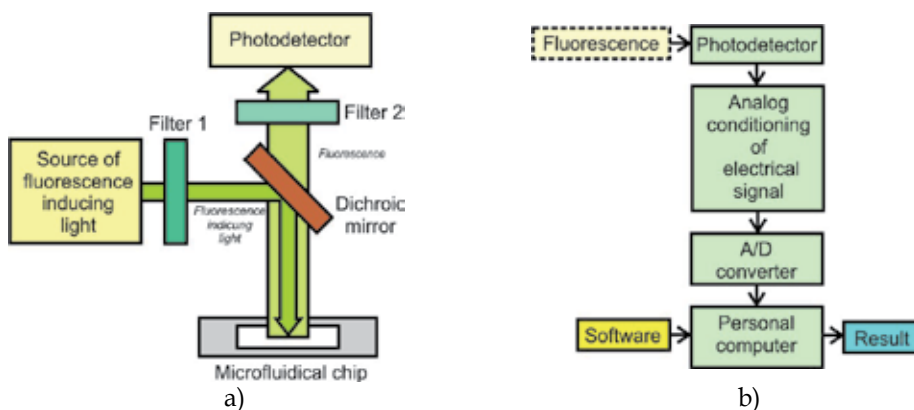 Photodetector
Filter 1
Filter 2
Source of
fluorescence
inducing
light
Fluorescence
Fluorescence
indicung
light
Dichroic
mirror
Microfluidical chip
a)
Fluorescence
Photodetector
Analog
conditioning
of
electrical
signal
A/D
converter
Software
Personal
computer
Result
b)